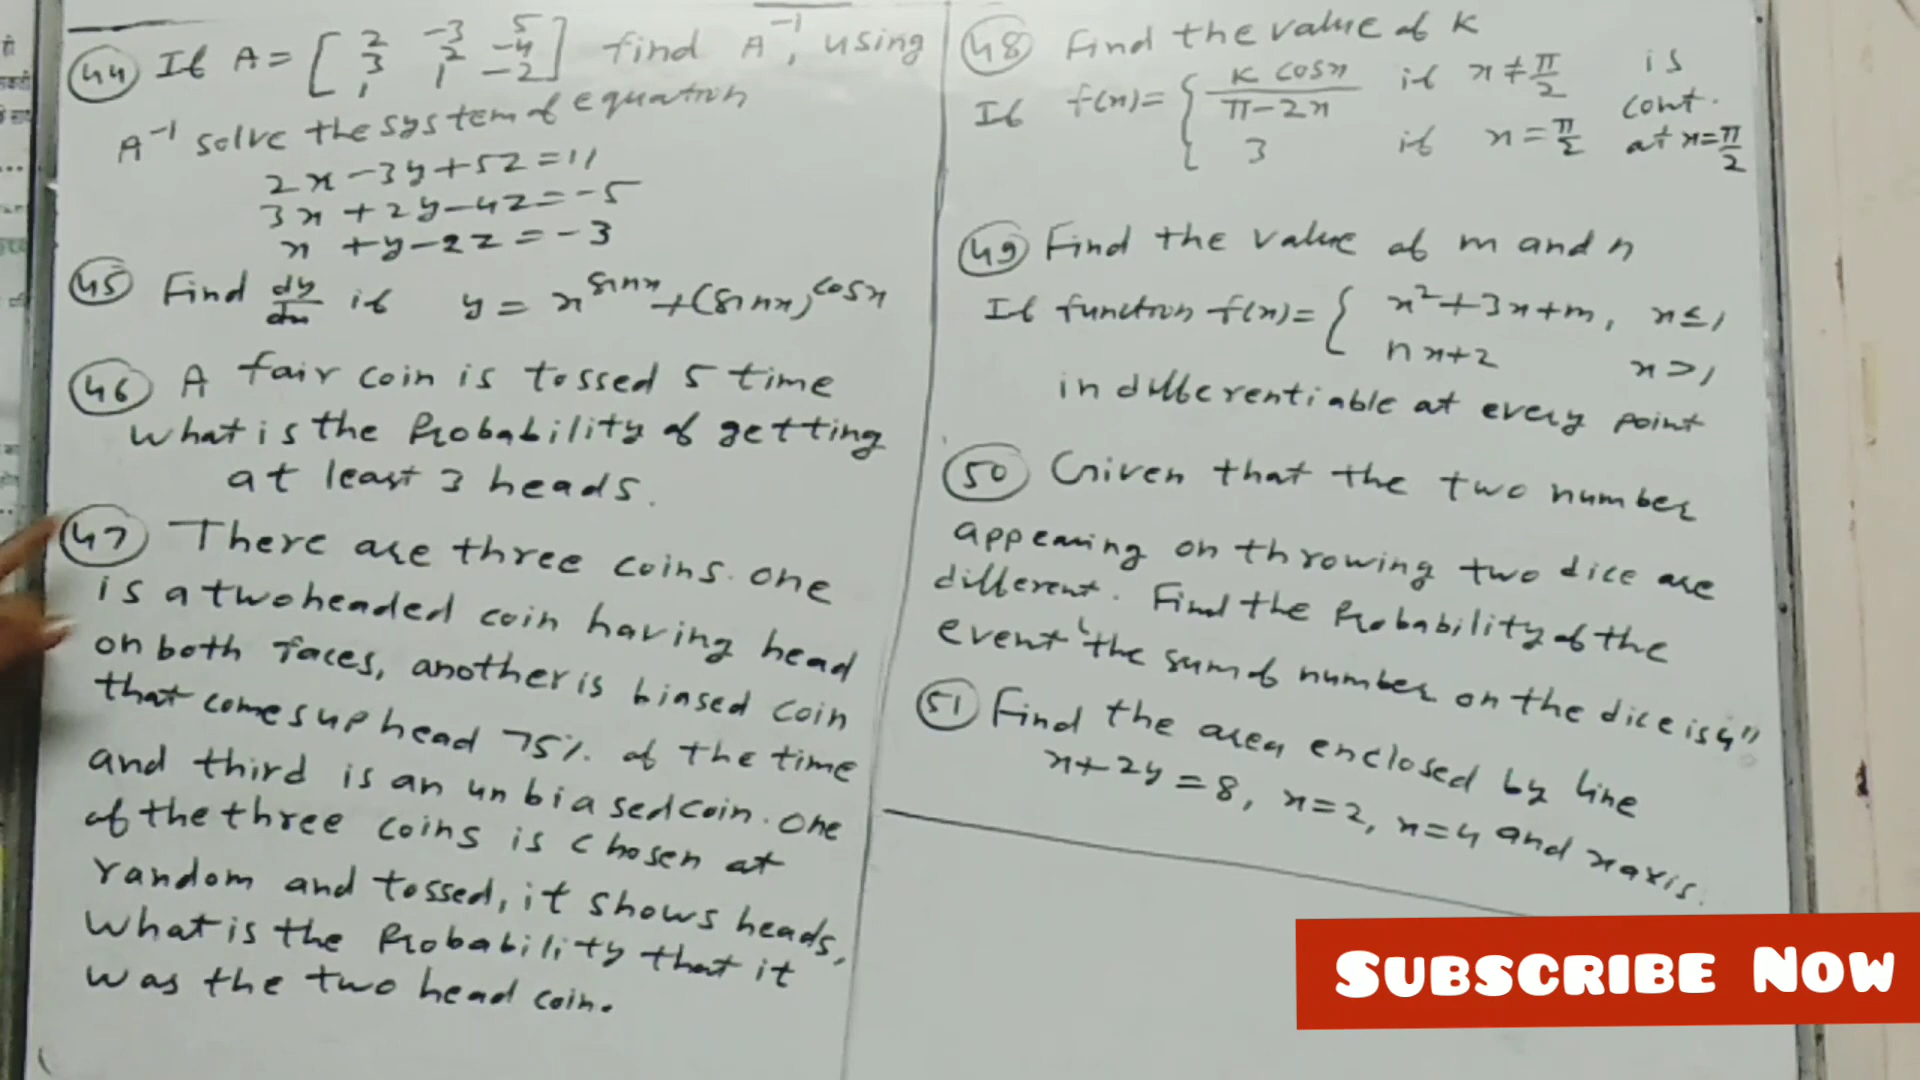 44 If A = [ 2 -3 5
3 2 -4
1 1 -2 ] find A⁻¹, using
A⁻¹ solve the system of equation
2x-3y+5z=11
3x+2y-4z=-5
x +y-2z=-3
45 Find dy/dx if y = x^sinx + (sinx)^cosx
46 A fair coin is tossed 5 time
what is the Probability of getting
at least 3 heads.
47 There are three coins. one
is a two headed coin having head
on both faces, another is biased coin
that comes up head 75% of the time
and third is an unbiased coin. one
of the three coins is chosen at
random and tossed, it shows heads,
what is the Probability that it
was the two head coin.
48 Find the value of K
If f(x)= { K cosx / π-2x if x ≠ π/2 is cont.
3 if x = π/2 at x=π/2
49 Find the value of m and n
If function f(x)= { x²+3x+m, x≤1
nx+2 x>1
in differentiable at every point
50 Given that the two number
appearing on throwing two dice are
different. Find the Probability of the
event "the sum of number on the dice is 4"
51 Find the area enclosed by line
x+2y=8, x=2, x=4 and x axis.
SUBSCRIBE NOW